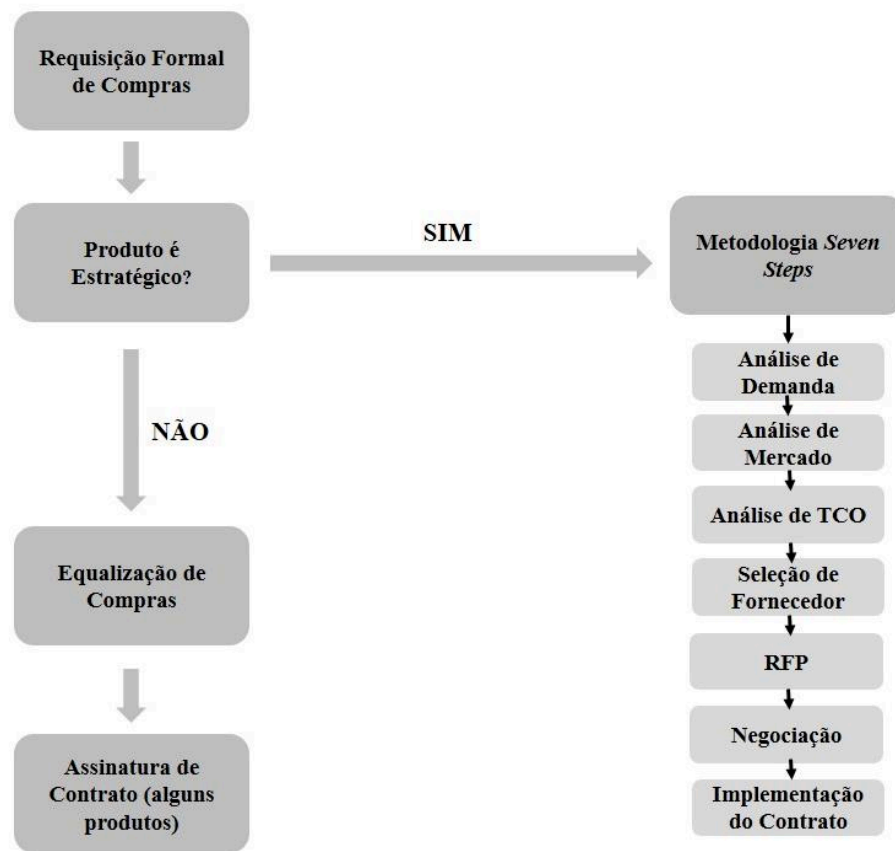 Requisição Formal
de Compras
Produto é
Estratégico?
SIM
Metodologia Seven
Steps
NÃO
Equalização de
Compras
Assinatura de
Contrato (alguns
produtos)
Análise de
Demanda
Análise de
Mercado
Análise de TCO
Seleção de
Fornecedor
RFP
Negociação
Implementação
do Contrato